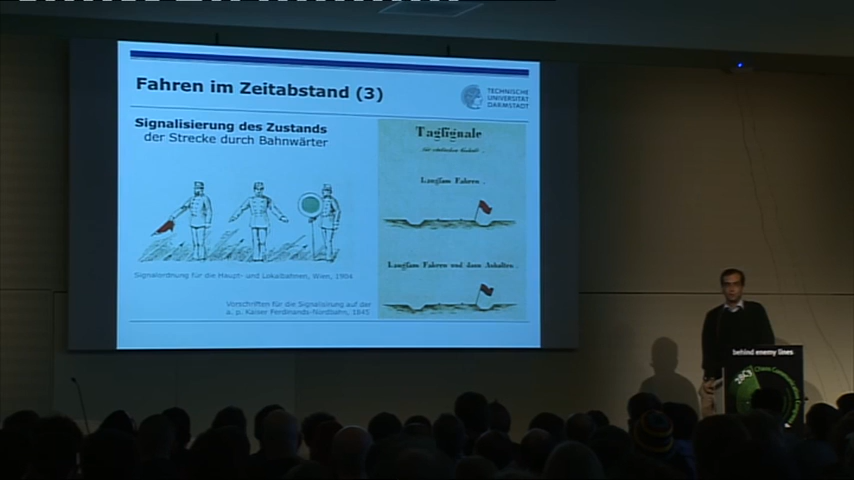 Fahren im Zeitabstand (3)
TECHNISCHE
UNIVERSITÄT
DARMSTADT
Signalisierung des Zustands
der Strecke durch Bahnwärter
Signalordnung für die Haupt- und Lokalbahnen, Wien, 1904
Vorschriften für die Signalisirung auf der
a. p. Kaiser Ferdinands-Nordbahn, 1845
Tagsignale
Langsam Fahren.
Langsam Fahren und dann Anhalten.
behind enemy lines
28C3